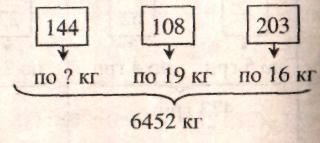 144 108 203
по ? кг по 19 кг по 16 кг
6452 кг